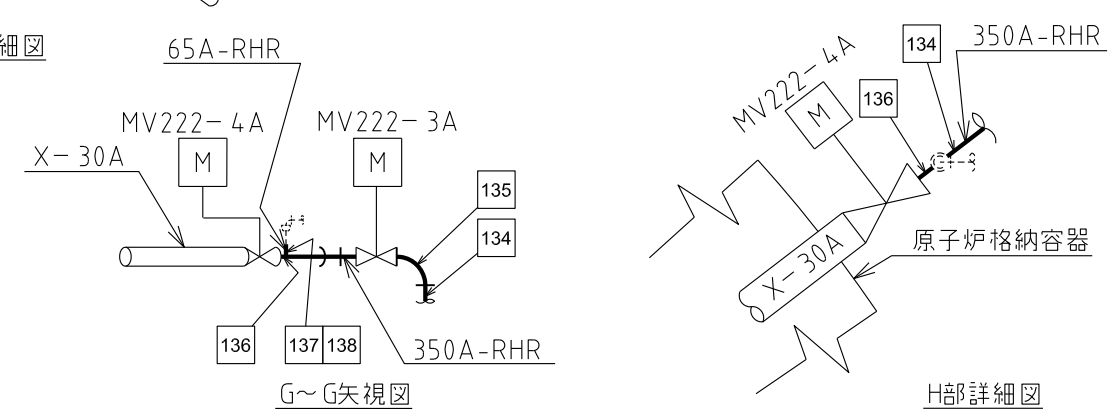 細図
65A-RHR
MV222-4A
MV222-3A
X-30A
M
M
135
134
136
137
138
350A-RHR
G～G矢視図
134
350A-RHR
MV222-4A
136
M
原子炉格納容器
X-30A
H部詳細図